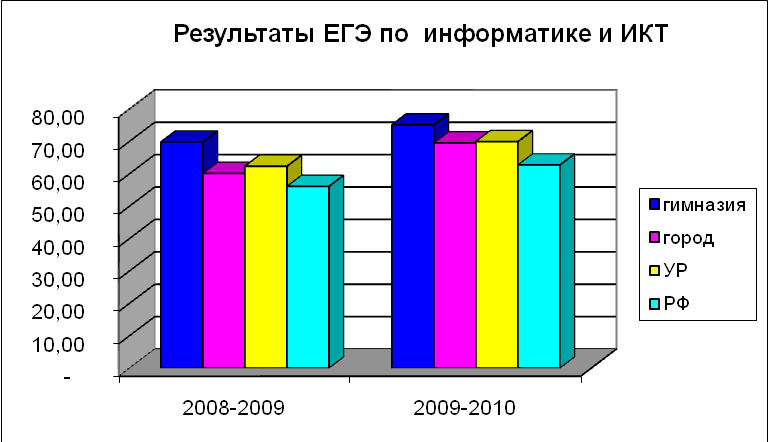 Результаты ЕГЭ по информатике и ИКТ
80,00
70,00
60,00
50,00
40,00
30,00
20,00
10,00
-
2008-2009
2009-2010
гимназия
город
УР
РФ